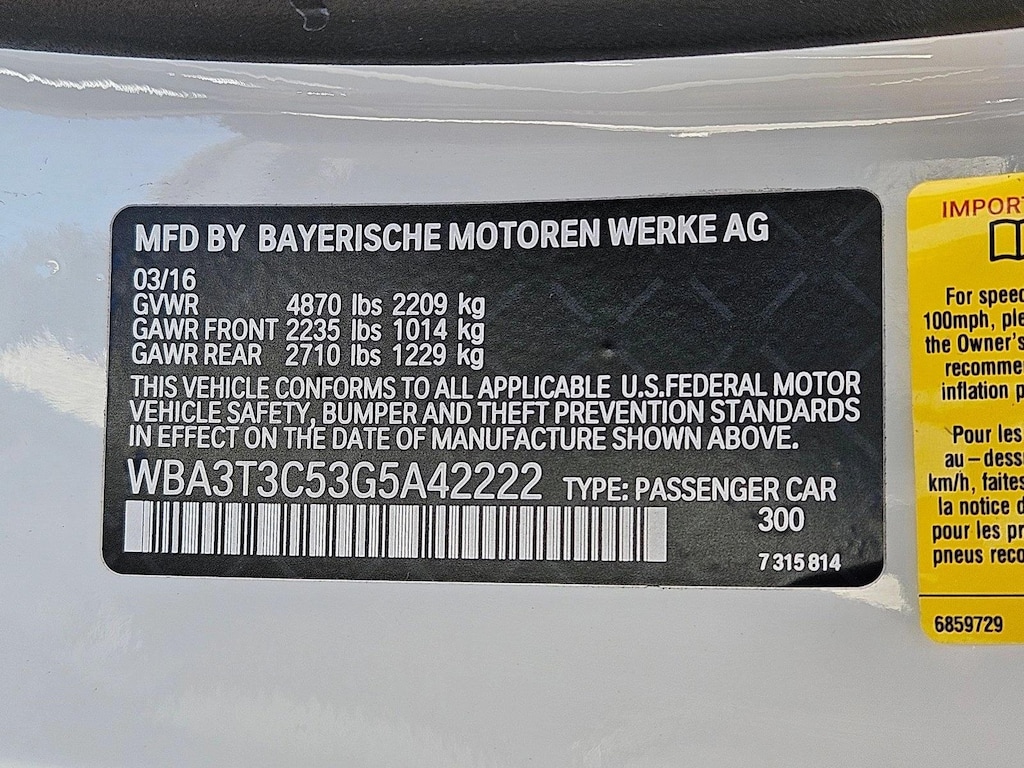 MFD BY BAYERISCHE MOTOREN WERKE AG
03/16
GVWR 4870 lbs 2209 kg
GAWR FRONT 2235 lbs 1014 kg
GAWR REAR 2710 lbs 1229 kg
THIS VEHICLE CONFORMS TO ALL APPLICABLE U.S.FEDERAL MOTOR
VEHICLE SAFETY, BUMPER AND THEFT PREVENTION STANDARDS
IN EFFECT ON THE DATE OF MANUFACTURE SHOWN ABOVE.
WBA3T3C53G5A42222 TYPE: PASSENGER CAR
300
7 315 814
IMPORT
For speed
100mph, ple
the Owner's
recomme
inflation p
Pour les
au-dess
km/h, faites
la notice d
pour les pr
pneus reco
6859729